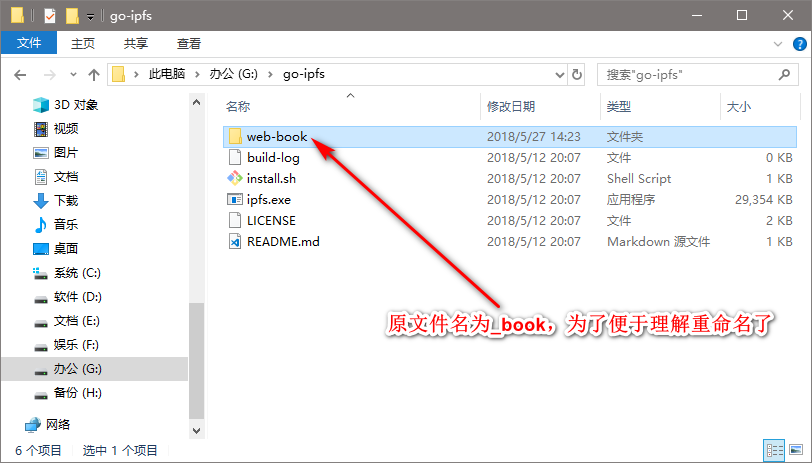 go-ipfs
文件 主页 共享 查看
此电脑 办公 (G:) go-ipfs 搜索"go-ipfs"
3D 对象
视频
图片
文档
下载
音乐
桌面
系统 (C:)
软件 (D:)
文档 (E:)
娱乐 (F:)
办公 (G:)
备份 (H:)
网络
名称 修改日期 类型 大小
web-book 2018/5/27 14:23 文件夹
build-log 2018/5/12 20:07 文件 0 KB
install.sh 2018/5/12 20:07 Shell Script 1 KB
ipfs.exe 2018/5/12 20:07 应用程序 29,354 KB
LICENSE 2018/5/12 20:07 文件 2 KB
README.md 2018/5/12 20:07 Markdown 源文件 1 KB
原文件名为_book，为了便于理解重命名了
6 个项目 选中 1 个项目